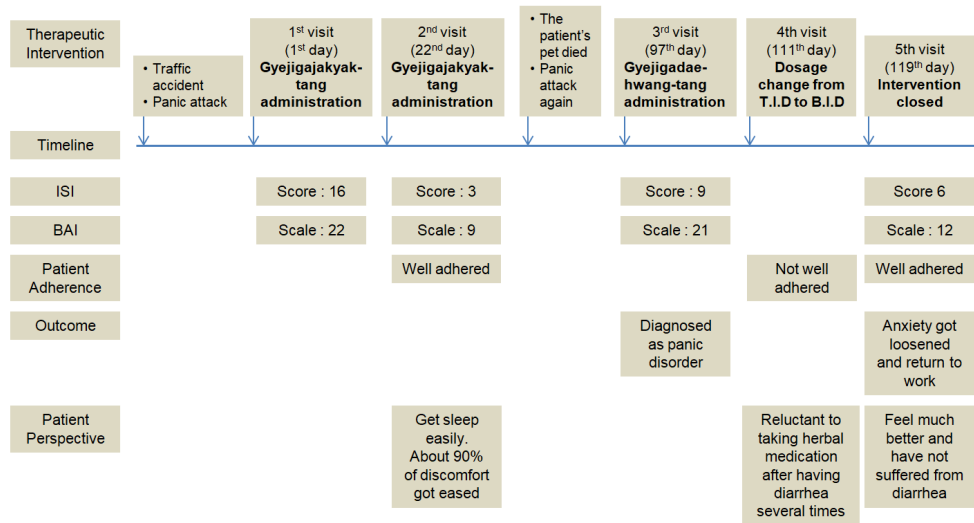 Therapeutic
Intervention
• Traffic
accident
• Panic attack
1st visit
(1st day)
Gyejigajakyak-
tang
administration
2nd visit
(22nd day)
Gyejigajakyak-
tang
administration
• The
patient's
pet died
• Panic
attack
again
3rd visit
(97th day)
Gyejigadae-
hwang-tang
administration
4th visit
(111th day)
Dosage
change from
T.I.D to B.I.D
5th visit
(119th day)
Intervention
closed
Timeline
ISI
Score : 16
Score : 3
Score : 9
Score 6
BAI
Scale : 22
Scale : 9
Scale : 21
Scale : 12
Patient
Adherence
Well adhered
Not well
adhered
Well adhered
Outcome
Diagnosed
as panic
disorder
Anxiety got
loosened
and return to
work
Patient
Perspective
Get sleep
easily.
About 90%
of discomfort
got eased
Reluctant to
taking herbal
medication
after having
diarrhea
several times
Feel much
better and
have not
suffered from
diarrhea